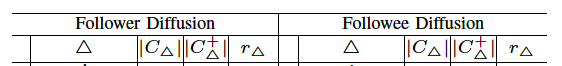 Follower Diffusion Followee Diffusion
△ |C△| |C△⁺| r△ △ |C△| |C△⁺| r△